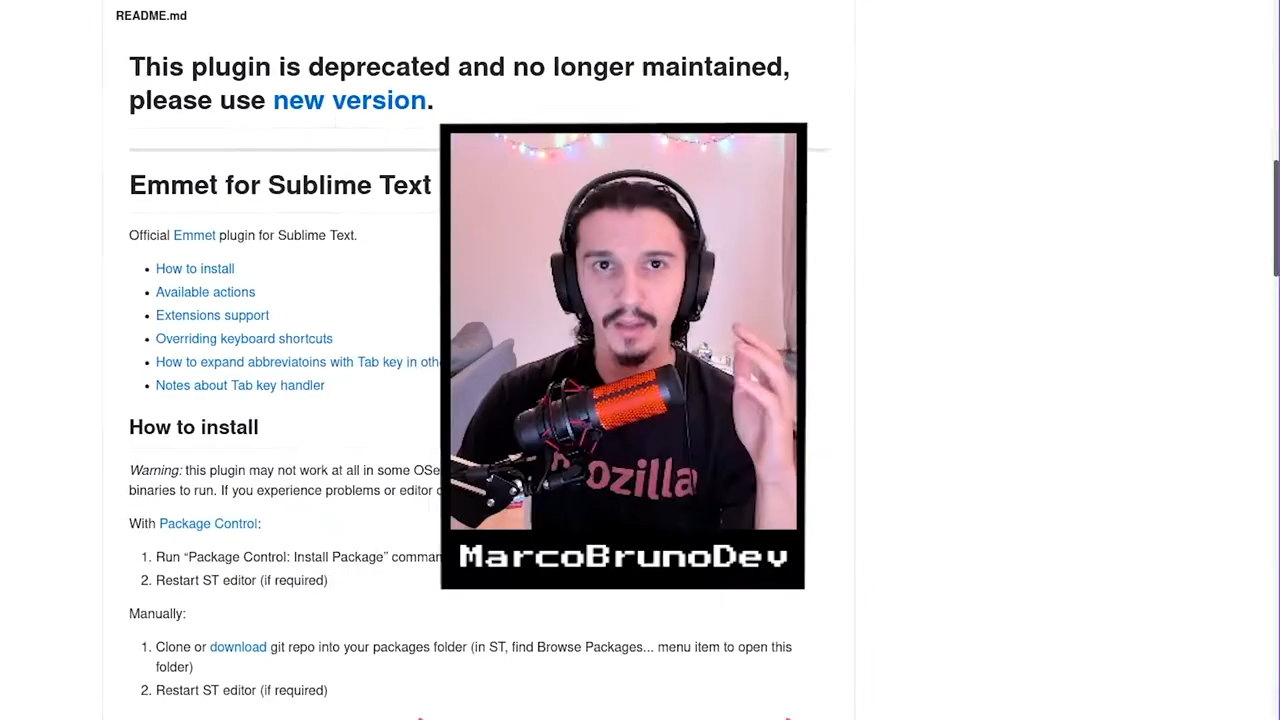 README.md
This plugin is deprecated and no longer maintained,
please use new version.
Emmet for Sublime Text
Official Emmet plugin for Sublime Text.
How to install
Available actions
Extensions support
Overriding keyboard shortcuts
How to expand abbreviatoins with Tab key in
Notes about Tab key handler
How to install
Warning: this plugin may not work at all in some
binaries to run. If you experience problems or editor
With Package Control:
1. Run “Package Control: Install Package”
2. Restart ST editor (if required)
Manually:
1. Clone or download git repo into your packages folder (in ST, find Browse Packages... menu item to open this
folder)
2. Restart ST editor (if required)
mozilla
MarcoBrunoDev